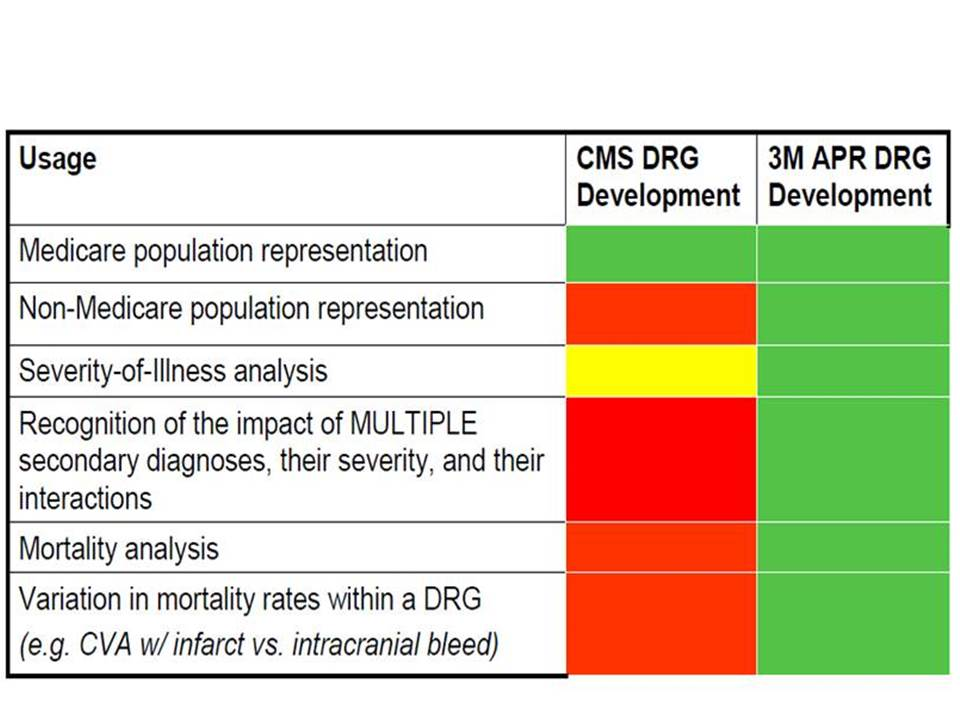 Usage
CMS DRG
Development
3M APR DRG
Development
Medicare population representation
Non-Medicare population representation
Severity-of-Illness analysis
Recognition of the impact of MULTIPLE
secondary diagnoses, their severity, and their
interactions
Mortality analysis
Variation in mortality rates within a DRG
(e.g. CVA w/ infarct vs. intracranial bleed)